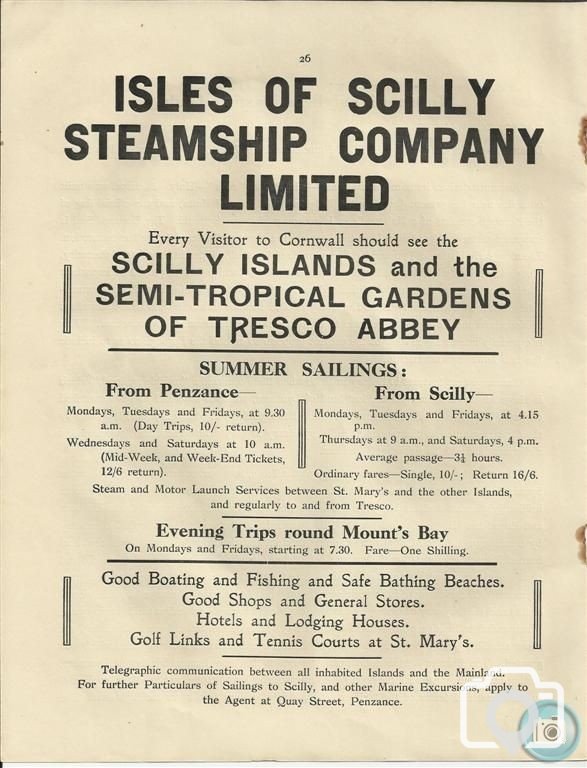 26
ISLES OF SCILLY
STEAMSHIP COMPANY
LIMITED
Every Visitor to Cornwall should see the
SCILLY ISLANDS and the
SEMI-TROPICAL GARDENS
OF TRESCO ABBEY
SUMMER SAILINGS:
From Penzance—
Mondays, Tuesdays and Fridays, at 9.30
a.m. (Day Trips, 10/- return).
Wednesdays and Saturdays at 10 a.m.
(Mid-Week, and Week-End Tickets,
12/6 return).
From Scilly—
Mondays, Tuesdays and Fridays, at 4.15
p.m.
Thursdays at 9 a.m., and Saturdays, 4 p.m.
Average passage—3¼ hours.
Ordinary fares—Single, 10/-; Return 16/6.
Steam and Motor Launch Services between St. Mary's and the other Islands,
and regularly to and from Tresco.
Evening Trips round Mount's Bay
On Mondays and Fridays, starting at 7.30. Fare—One Shilling.
Good Boating and Fishing and Safe Bathing Beaches.
Good Shops and General Stores.
Hotels and Lodging Houses.
Golf Links and Tennis Courts at St. Mary's.
Telegraphic communication between all inhabited Islands and the Mainland.
For further Particulars of Sailings to Scilly, and other Marine Excursions, apply to
the Agent at Quay Street, Penzance.